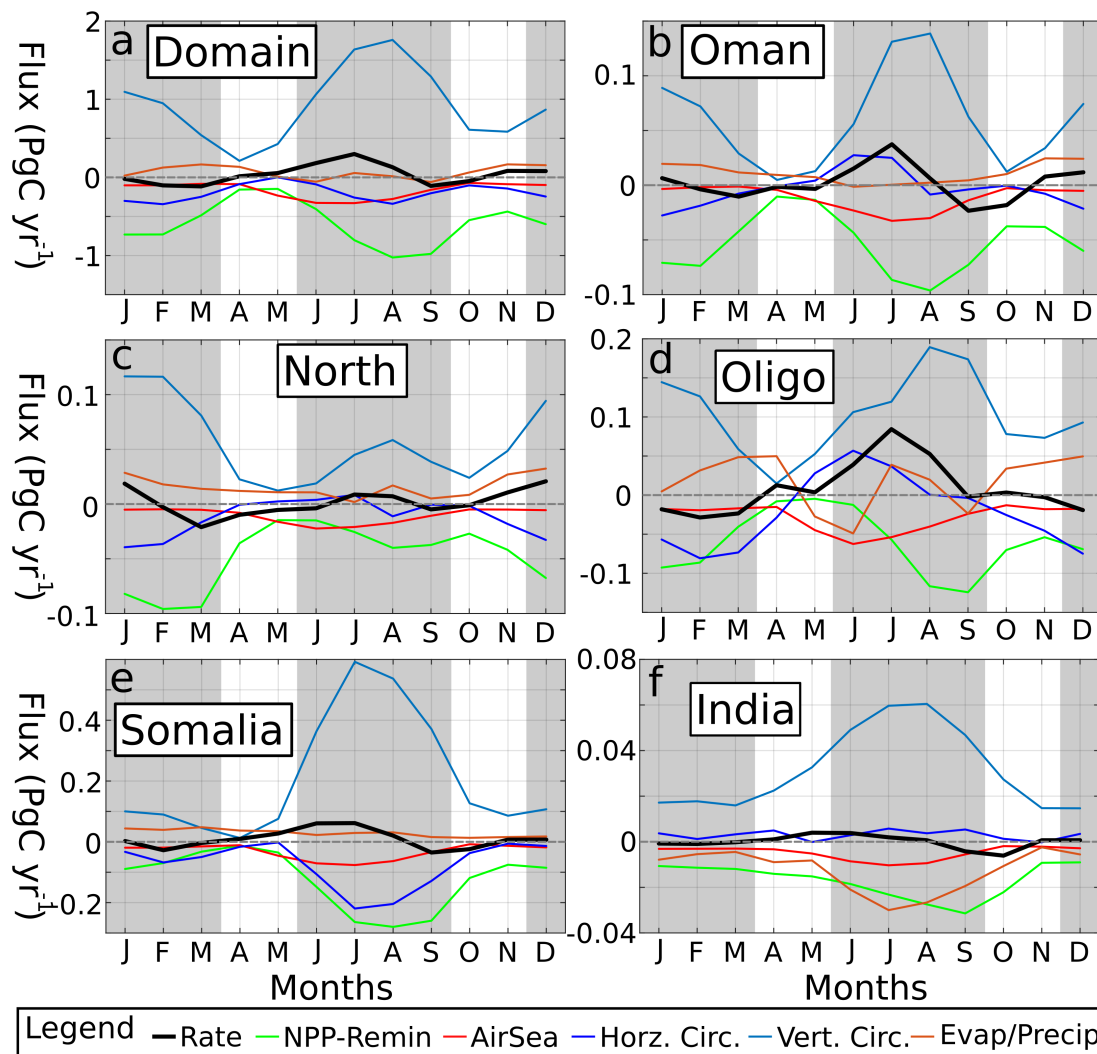 a Domain
Flux (PgC yr-1)
2
1
0
-1
J F M A M J J A S O N D
b Oman
0.1
0
-0.1
J F M A M J J A S O N D
c North
Flux (PgC yr-1)
0.1
0
-0.1
J F M A M J J A S O N D
d Oligo
0.2
0.1
0
-0.1
J F M A M J J A S O N D
e Somalia
Flux (PgC yr-1)
0.4
0.2
0
-0.2
J F M A M J J A S O N D
Months
f India
0.08
0.04
0
-0.04
J F M A M J J A S O N D
Months
Legend Rate NPP-Remin AirSea Horz. Circ. Vert. Circ. Evap/Precip